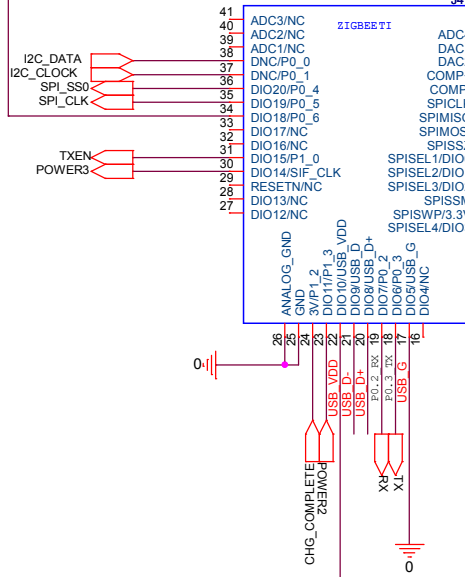 J4
ZIGBEETI
41
ADC3/NC
40
ADC2/NC
39
ADC1/NC
38
DNC/P0_0
37
DNC/P0_1
36
DIO20/P0_4
35
DIO19/P0_5
34
DIO18/P0_6
33
DIO17/NC
32
DIO16/NC
31
DIO15/P1_0
30
DIO14/SIF_CLK
29
RESETN/NC
28
DIO13/NC
27
DIO12/NC
I2C_DATA
I2C_CLOCK
SPI_SS0
SPI_CLK
TXEN
POWER3
ADC
DAC
DAC
COMP
COMP
SPICL
SPIMISO
SPIMOS
SPISS
SPISEL1/DIO
SPISEL2/DIO
SPISEL3/DIO
SPISSM
SPISWP/3.3V
SPISEL4/DIO
ANALOG_GND
GND
3V/P1_2
DIO11/P1_3
DIO10/USB_VDD
DIO9/USB_D
DIO8/USB_D+
DIO7/P0_2
DIO6/P0_3
DIO5/USB_G
DIO4/NC
26
25
24
23
22
21
20
19
18
17
16
USB_VDD
USB_D-
USB_D+
P0.2_RX
P0.3_TX
USB_G
0
CHG_COMPLETE
POWER2
RX
TX
0